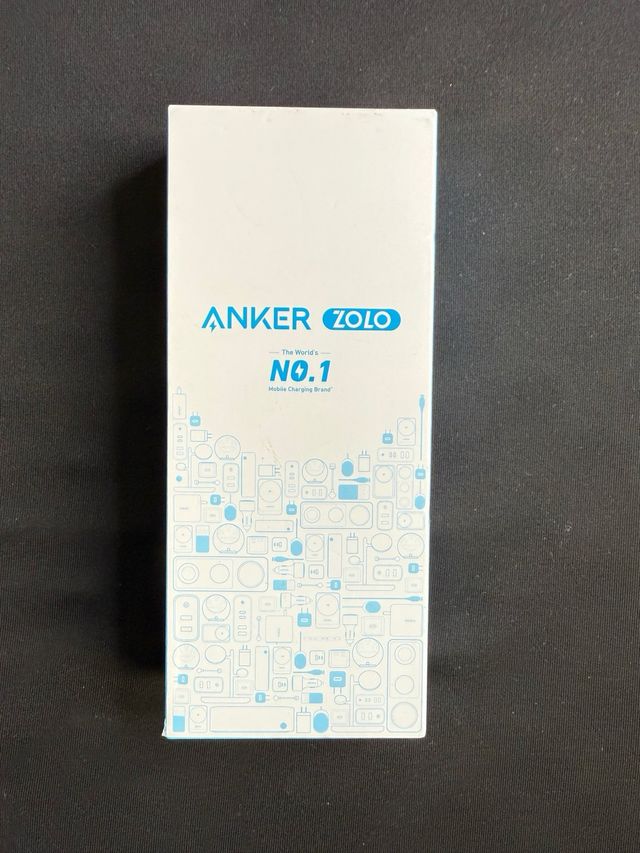 ANKER ZOLO
The World's
NO.1
Mobile Charging Brand*